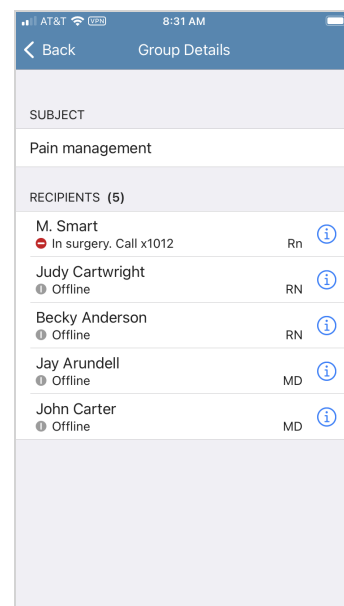 AT&T VPN 8:31 AM
Back Group Details
SUBJECT
Pain management
RECIPIENTS (5)
M. Smart
In surgery. Call x1012 Rn
Judy Cartwright
Offline RN
Becky Anderson
Offline RN
Jay Arundell
Offline MD
John Carter
Offline MD